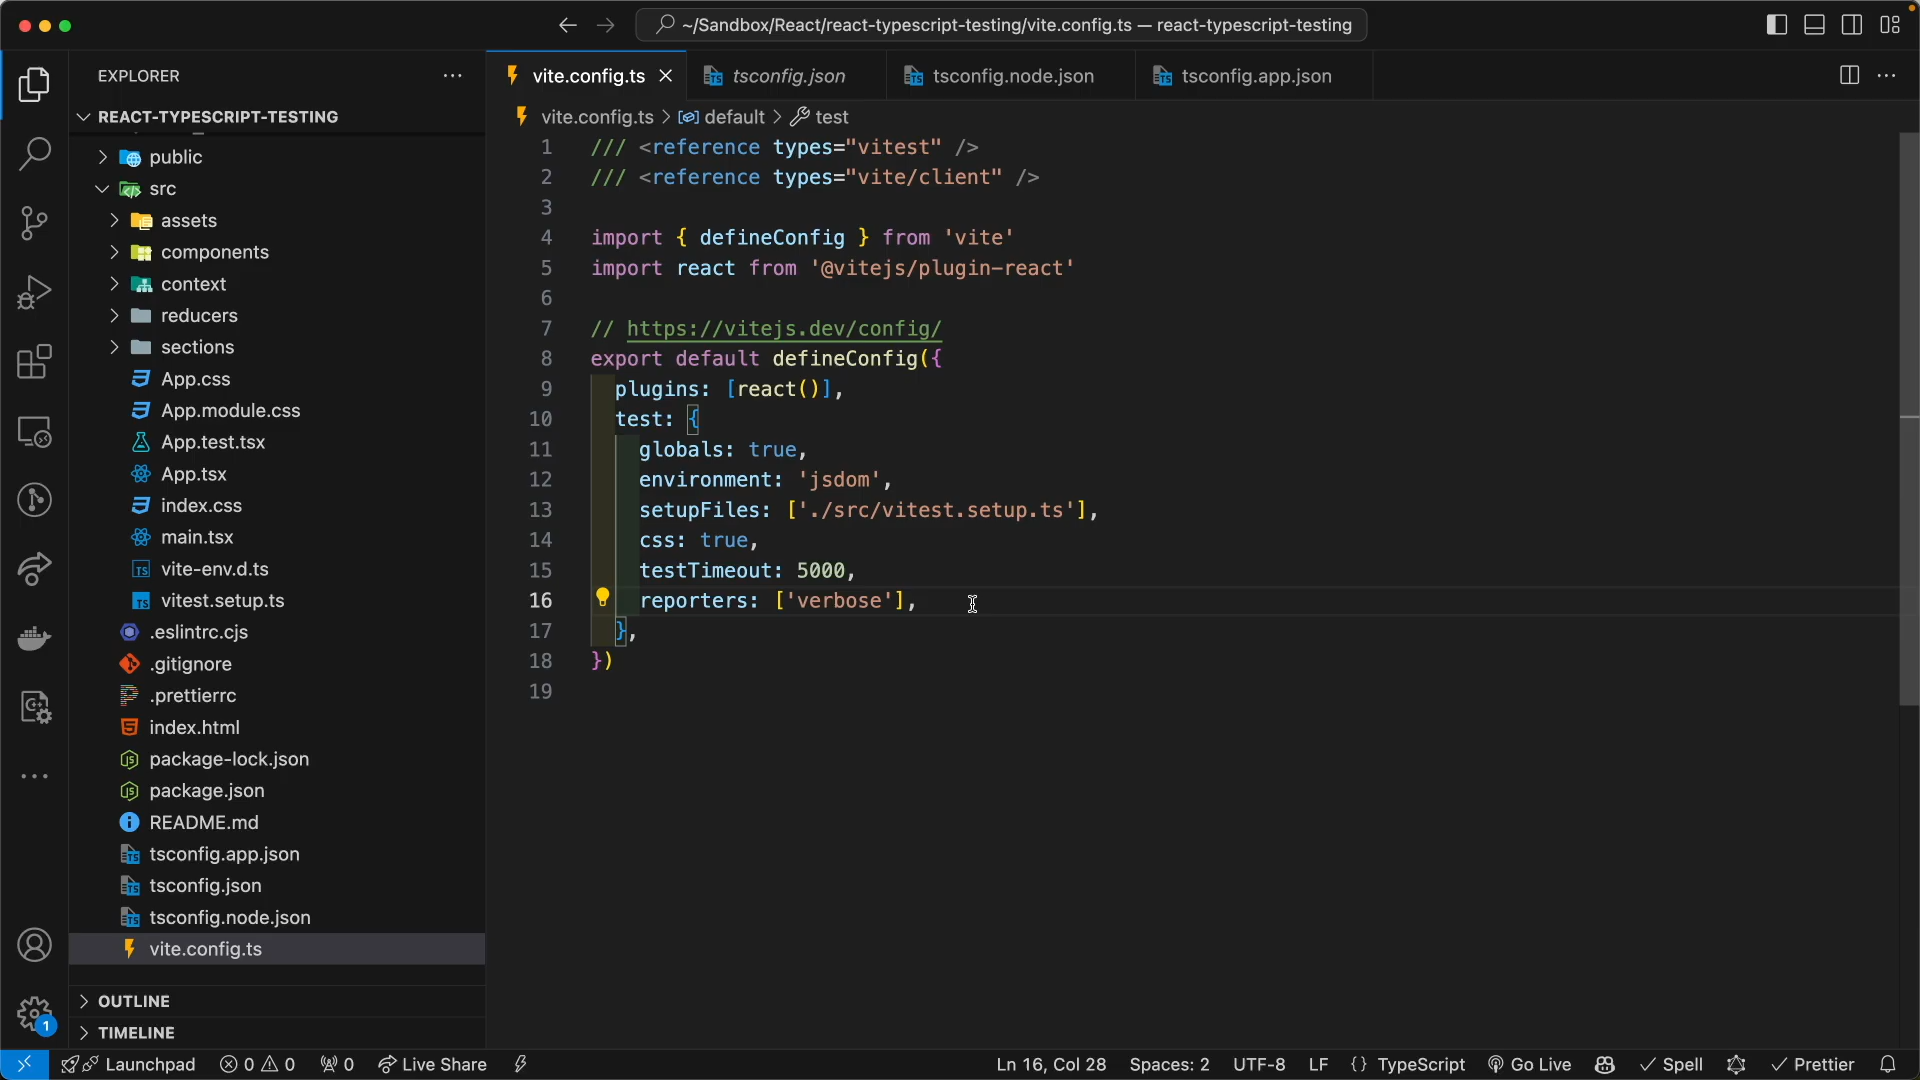 ~/Sandbox/React/react-typescript-testing/vite.config.ts — react-typescript-testing
EXPLORER
REACT-TYPESCRIPT-TESTING
public
src
assets
components
context
reducers
sections
App.css
App.module.css
App.test.tsx
App.tsx
index.css
main.tsx
vite-env.d.ts
vitest.setup.ts
.eslintrc.cjs
.gitignore
.prettierrc
index.html
package-lock.json
package.json
README.md
tsconfig.app.json
tsconfig.json
tsconfig.node.json
vite.config.ts
OUTLINE
TIMELINE
1
vite.config.ts tsconfig.json tsconfig.node.json tsconfig.app.json
vite.config.ts > default > test
1 /// <reference types="vitest" />
2 /// <reference types="vite/client" />
3
4 import { defineConfig } from 'vite'
5 import react from '@vitejs/plugin-react'
6
7 // https://vitejs.dev/config/
8 export default defineConfig({
9 plugins: [react()],
10 test: {
11 globals: true,
12 environment: 'jsdom',
13 setupFiles: ['./src/vitest.setup.ts'],
14 css: true,
15 testTimeout: 5000,
16 reporters: ['verbose'],
17 },
18 })
19
Launchpad 0 0 0 Live Share Ln 16, Col 28 Spaces: 2 UTF-8 LF {} TypeScript Go Live Spell Prettier